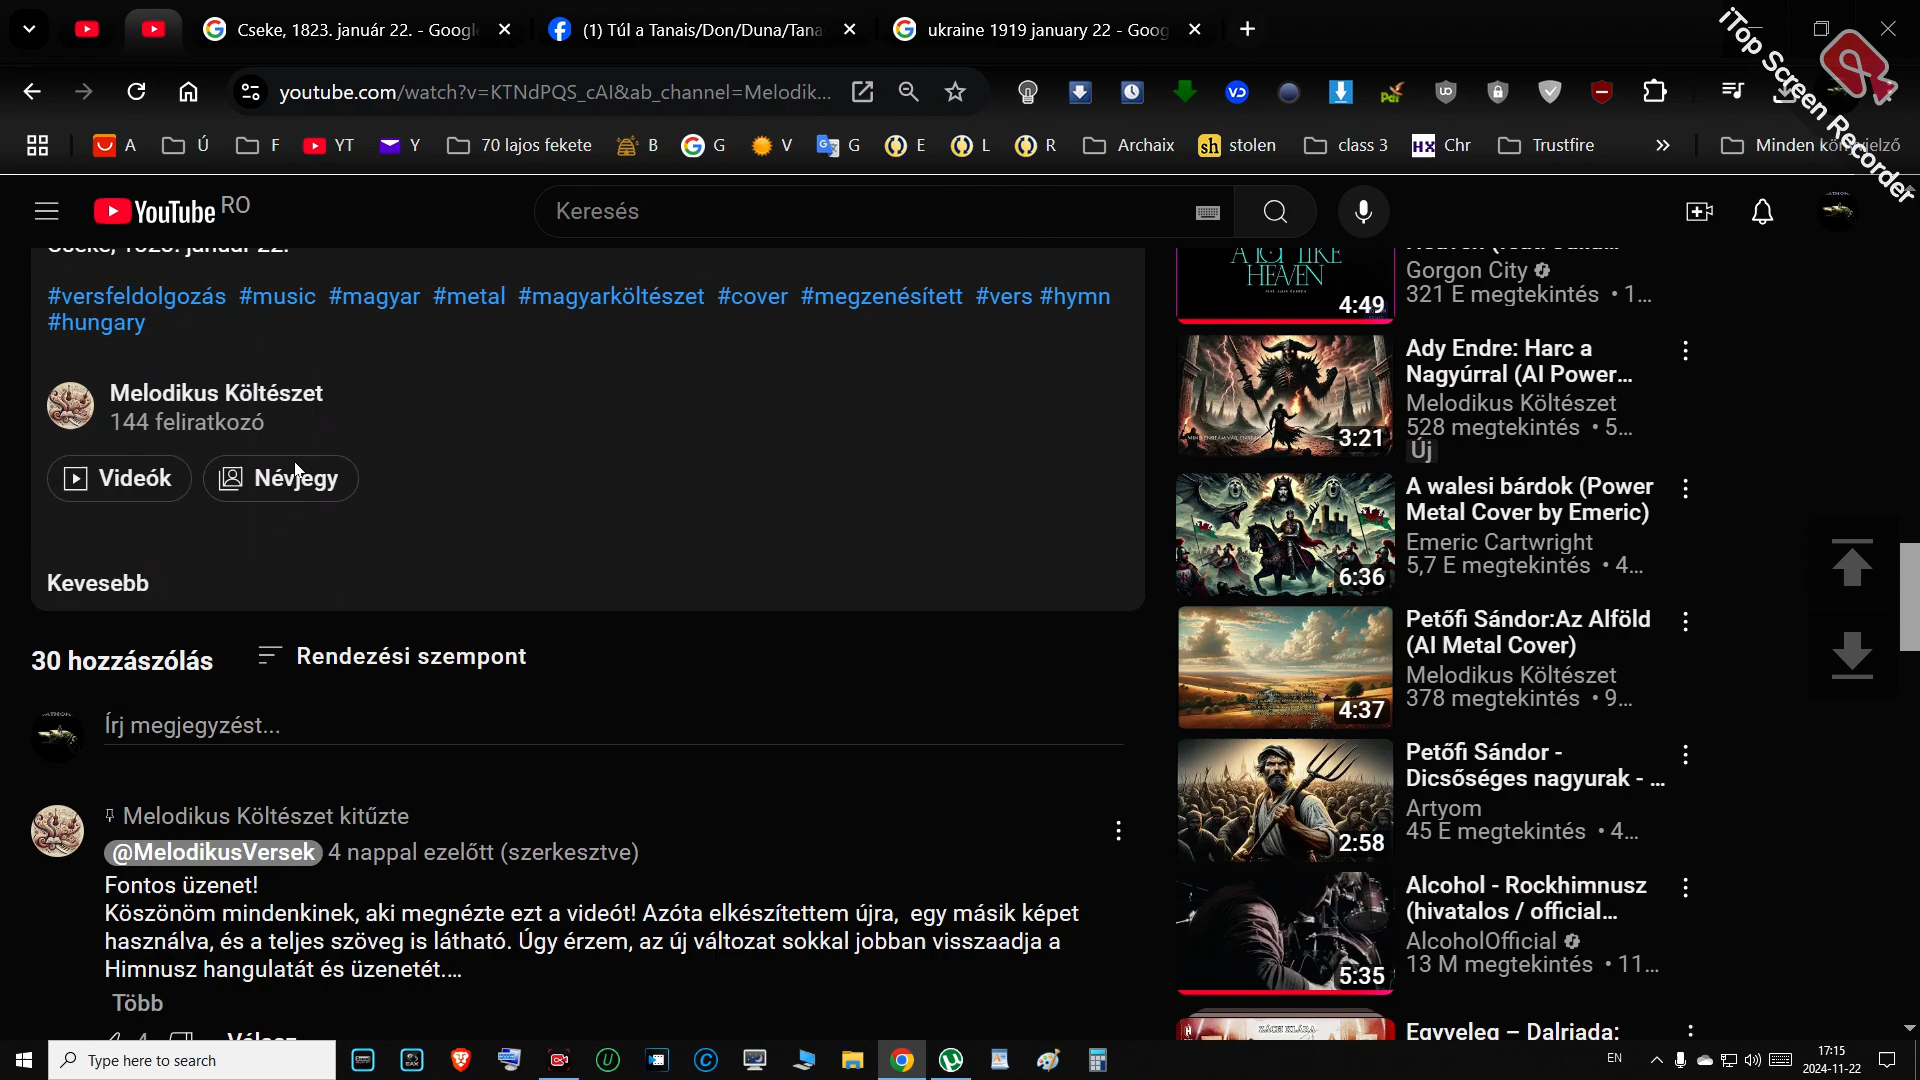 Cseke, 1823. január 22. - Googl
(1) Túl a Tanais/Don/Duna/Tana
ukraine 1919 january 22 - Goog
iTop Screen Recorder
youtube.com/watch?v=KTNdPQS_cAI&ab_channel=Melodik...
A
Ú
F
YT
Y
70 lajos fekete
B
G
V
G
E
L
R
Archaix
stolen
class 3
Chr
Trustfire
»
YouTube RO
Keresés
Cseke, 1823. január 22.
#versfeldolgozás #music #magyar #metal #magyarköltészet #cover #megzenésített #vers #hymn
#hungary
Melodikus Költészet
144 feliratkozó
Videók
Névjegy
Kevesebb
30 hozzászólás
Rendezési szempont
Írj megjegyzést...
Melodikus Költészet kitűzte
@MelodikusVersek 4 nappal ezelőtt (szerkesztve)
Fontos üzenet!
Köszönöm mindenkinek, aki megnézte ezt a videót! Azóta elkészítettem újra, egy másik képet
használva, és a teljes szöveg is látható. Úgy érzem, az új változat sokkal jobban visszaadja a
Himnusz hangulatát és üzenetét....
Több
4
Válasz
HEAVEN
4:49
Gorgon City
321 E megtekintés • 1...
3:21
Ady Endre: Harc a
Nagyúrral (AI Power...
Melodikus Költészet
528 megtekintés • 5...
Új
6:36
A walesi bárdok (Power
Metal Cover by Emeric)
Emeric Cartwright
5,7 E megtekintés • 4...
4:37
Petőfi Sándor:Az Alföld
(AI Metal Cover)
Melodikus Költészet
378 megtekintés • 9...
2:58
Petőfi Sándor -
Dicsőséges nagyurak - ...
Artyom
45 E megtekintés • 4...
5:35
Alcohol - Rockhimnusz
(hivatalos / official...
AlcoholOfficial
13 M megtekintés • 11...
ZÁCH KLÁRA
Egyveleg – Dalriada:
Type here to search
EN
17:15
2024-11-22